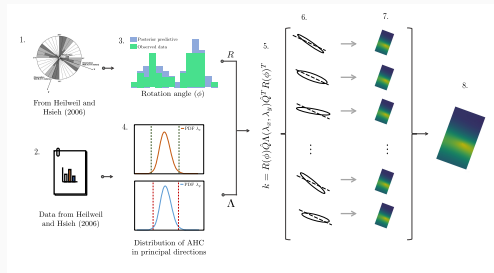 1.
From Heilweil and
Hsieh (2006)
2.
Data from Heilweil
and Hsieh (2006)
3.
Posterior predictive
Observed data
Rotation angle (ϕ)
R
4.
PDF λx
PDF λy
Distribution of AHC
in principal directions
Λ
5.
k = R(ϕ)Q̂Λ(λx, λy)Q̂ᵀR(ϕ)ᵀ
6.
7.
8.